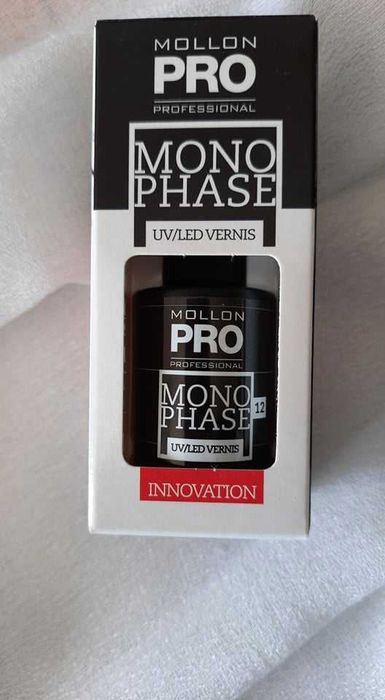 MOLLON
PRO
PROFESSIONAL
MONO
PHASE
UV/LED VERNIS
MOLLON
PRO
PROFESSIONAL
MONO
PHASE 12
UV/LED VERNIS
INNOVATION